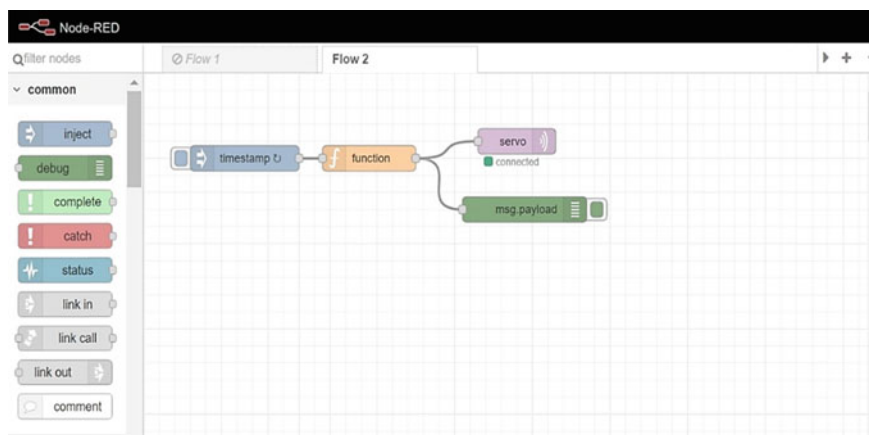 Node-RED
filter nodes
Flow 1
Flow 2
common
inject
debug
complete
catch
status
link in
link call
link out
comment
timestamp ↻
function
servo
connected
msg.payload